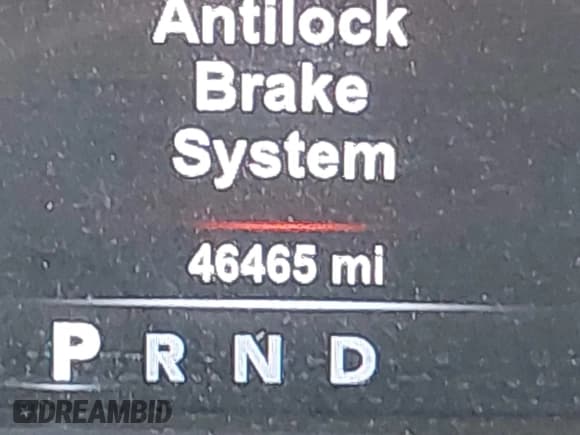 Antilock
Brake
System
46465 mi
P R N D
DREAMBID